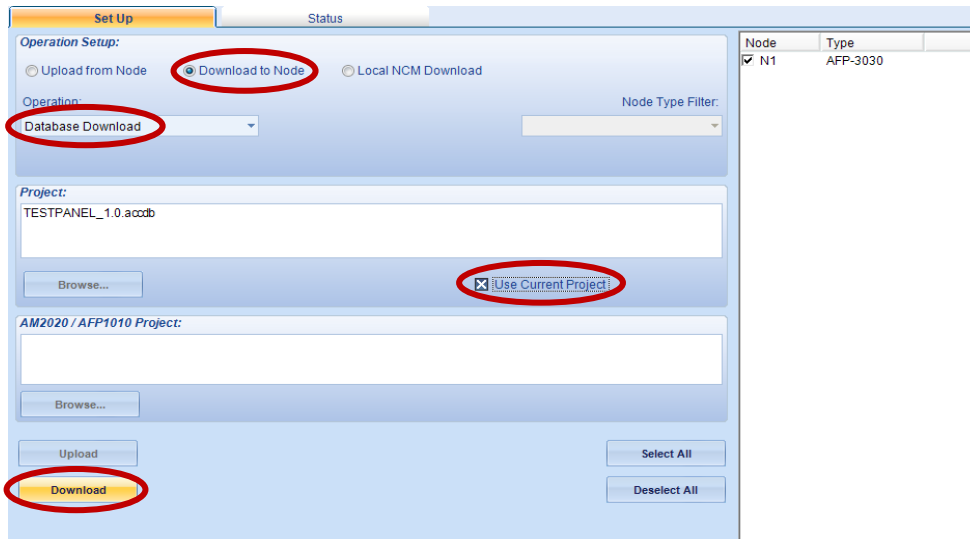 Set Up
Status
Operation Setup:
Upload from Node
Download to Node
Local NCM Download
Operation:
Node Type Filter:
Database Download
Project:
TESTPANEL_1.0.accdb
Browse...
Use Current Project
AM2020 / AFP1010 Project:
Browse...
Upload
Select All
Download
Deselect All
Node Type
N1 AFP-3030